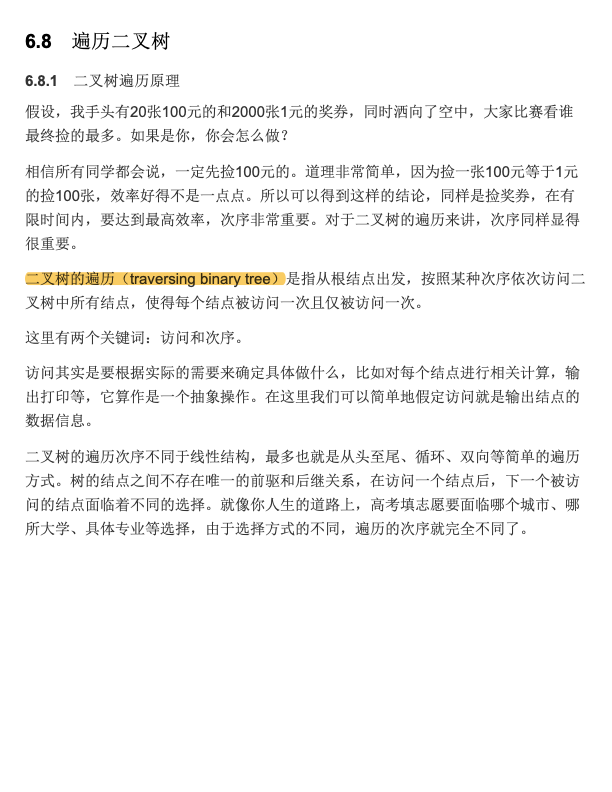 6.8 遍历二叉树
6.8.1 二叉树遍历原理
假设，我手头有20张100元的和2000张1元的奖券，同时洒向了空中，大家比赛看谁
最终捡的最多。如果是你，你会怎么做？
相信所有同学都会说，一定先捡100元的。道理非常简单，因为捡一张100元等于1元
的捡100张，效率好得不是一点点。所以可以得到这样的结论，同样是捡奖券，在有
限时间内，要达到最高效率，次序非常重要。对于二叉树的遍历来讲，次序同样显得
很重要。
二叉树的遍历（traversing binary tree）是指从根结点出发，按照某种次序依次访问二
叉树中所有结点，使得每个结点被访问一次且仅被访问一次。
这里有两个关键词：访问和次序。
访问其实是要根据实际的需要来确定具体做什么，比如对每个结点进行相关计算，输
出打印等，它算作是一个抽象操作。在这里我们可以简单地假定访问就是输出结点的
数据信息。
二叉树的遍历次序不同于线性结构，最多也就是从头至尾、循环、双向等简单的遍历
方式。树的结点之间不存在唯一的前驱和后继关系，在访问一个结点后，下一个被访
问的结点面临着不同的选择。就像你人生的道路上，高考填志愿要面临哪个城市、哪
所大学、具体专业等选择，由于选择方式的不同，遍历的次序就完全不同了。